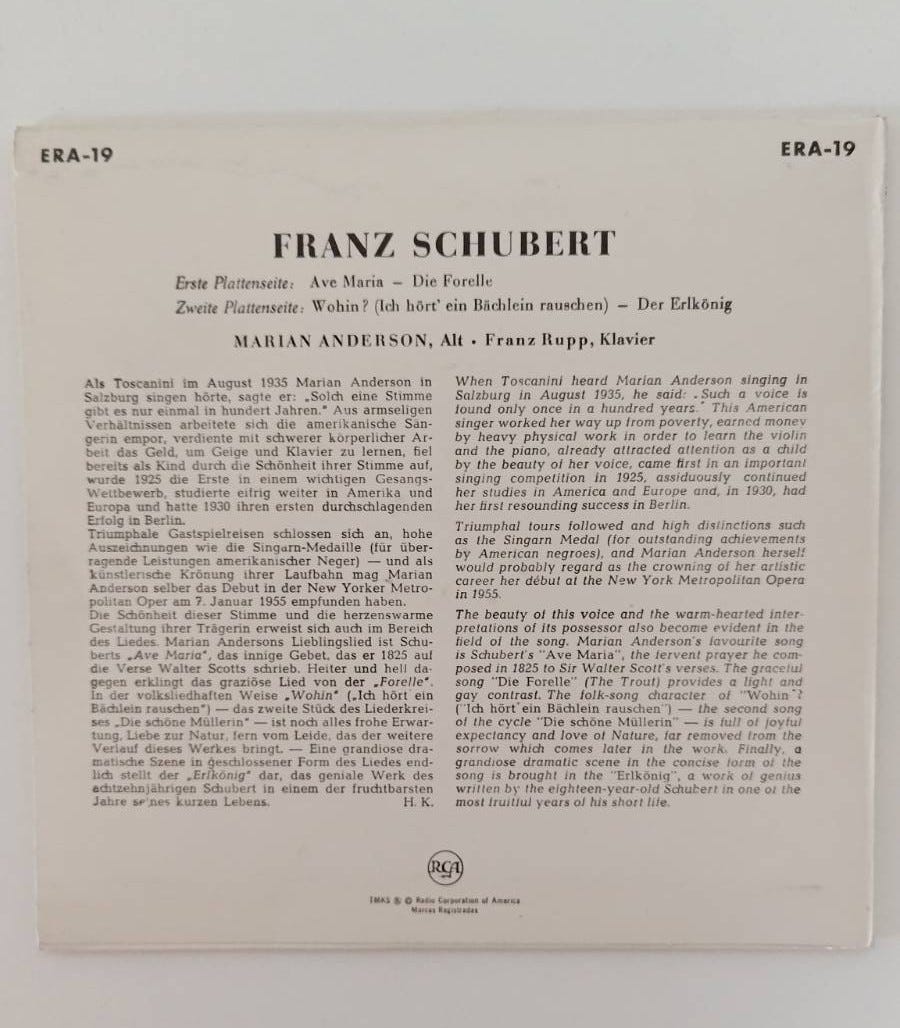 ERA-19
ERA-19
FRANZ SCHUBERT
Erste Plattenseite: Ave Maria – Die Forelle
Zweite Plattenseite: Wohin? (Ich hört' ein Bächlein rauschen) – Der Erlkönig
MARIAN ANDERSON, Alt · Franz Rupp, Klavier
Als Toscanini im August 1935 Marian Anderson in
Salzburg singen hörte, sagte er: „Solch eine Stimme
gibt es nur einmal in hundert Jahren.“ Aus armseligen
Verhältnissen arbeitete sich die amerikanische Sän-
gerin empor, verdiente mit schwerer körperlicher Ar-
beit das Geld, um Geige und Klavier zu lernen, fiel
bereits als Kind durch die Schönheit ihrer Stimme auf,
wurde 1925 die Erste in einem wichtigen Gesangs-
Wettbewerb, studierte eifrig weiter in Amerika und
Europa und hatte 1930 ihren ersten durchschlagenden
Erfolg in Berlin.
Triumphale Gastspielreisen schlossen sich an, hohe
Auszeichnungen wie die Singarn-Medaille (für über-
ragende Leistungen amerikanischer Neger) — und als
künstlerische Krönung ihrer Laufbahn mag Marian
Anderson selber das Debut in der New Yorker Metro-
politan Oper am 7. Januar 1955 empfunden haben.
Die Schönheit dieser Stimme und die herzenswarme
Gestaltung ihrer Trägerin erweist sich auch im Bereich
des Liedes. Marian Andersons Lieblingslied ist Schu-
berts „Ave Maria“, das innige Gebet, das er 1825 auf
die Verse Walter Scotts schrieb. Heiter und hell da-
gegen erklingt das graziöse Lied von der „Forelle“.
In der volksliedhaften Weise „Wohin“ („Ich hört ein
Bächlein rauschen“) — das zweite Stück des Liederkrei-
ses „Die schöne Müllerin“ — ist noch alles frohe Erwar-
tung, Liebe zur Natur, fern vom Leide, das der weitere
Verlauf dieses Werkes bringt. — Eine grandiose dra-
matische Szene in geschlossener Form des Liedes end-
lich stellt der „Erlkönig“ dar, das geniale Werk des
achtzehnjährigen Schubert in einem der fruchtbarsten
Jahre seines kurzen Lebens. H. K.
When Toscanini heard Marian Anderson singing in
Salzburg in August 1935, he said: „Such a voice is
found only once in a hundred years.” This American
singer worked her way up from poverty, earned money
by heavy physical work in order to learn the violin
and the piano, already attracted attention as a child
by the beauty of her voice, came first in an important
singing competition in 1925, assiduously continued
her studies in America and Europe and, in 1930, had
her first resounding success in Berlin.
Triumphal tours followed and high distinctions such
as the Singarn Medal (for outstanding achievements
by American negroes), and Marian Anderson herself
would probably regard as the crowning of her artistic
career her début at the New York Metropolitan Opera
in 1955.
The beauty of this voice and the warm-hearted inter-
pretations of its possessor also become evident in the
field of the song. Marian Anderson's favourite song
is Schubert's "Ave Maria", the fervent prayer he com-
posed in 1825 to Sir Walter Scott's verses. The graceful
song "Die Forelle" (The Trout) provides a light and
gay contrast. The folk-song character of "Wohin"?
("Ich hört' ein Bächlein rauschen") — the second song
of the cycle "Die schöne Müllerin" — is full of joyful
expectancy and love of Nature, far removed from the
sorrow which comes later in the work. Finally, a
grandiose dramatic scene in the concise form of the
song is brought in the "Erlkönig", a work of genius
written by the eighteen-year-old Schubert in one of the
most fruitful years of his short life.
RCA
TMKS ® © Radio Corporation of America
Marcas Registradas